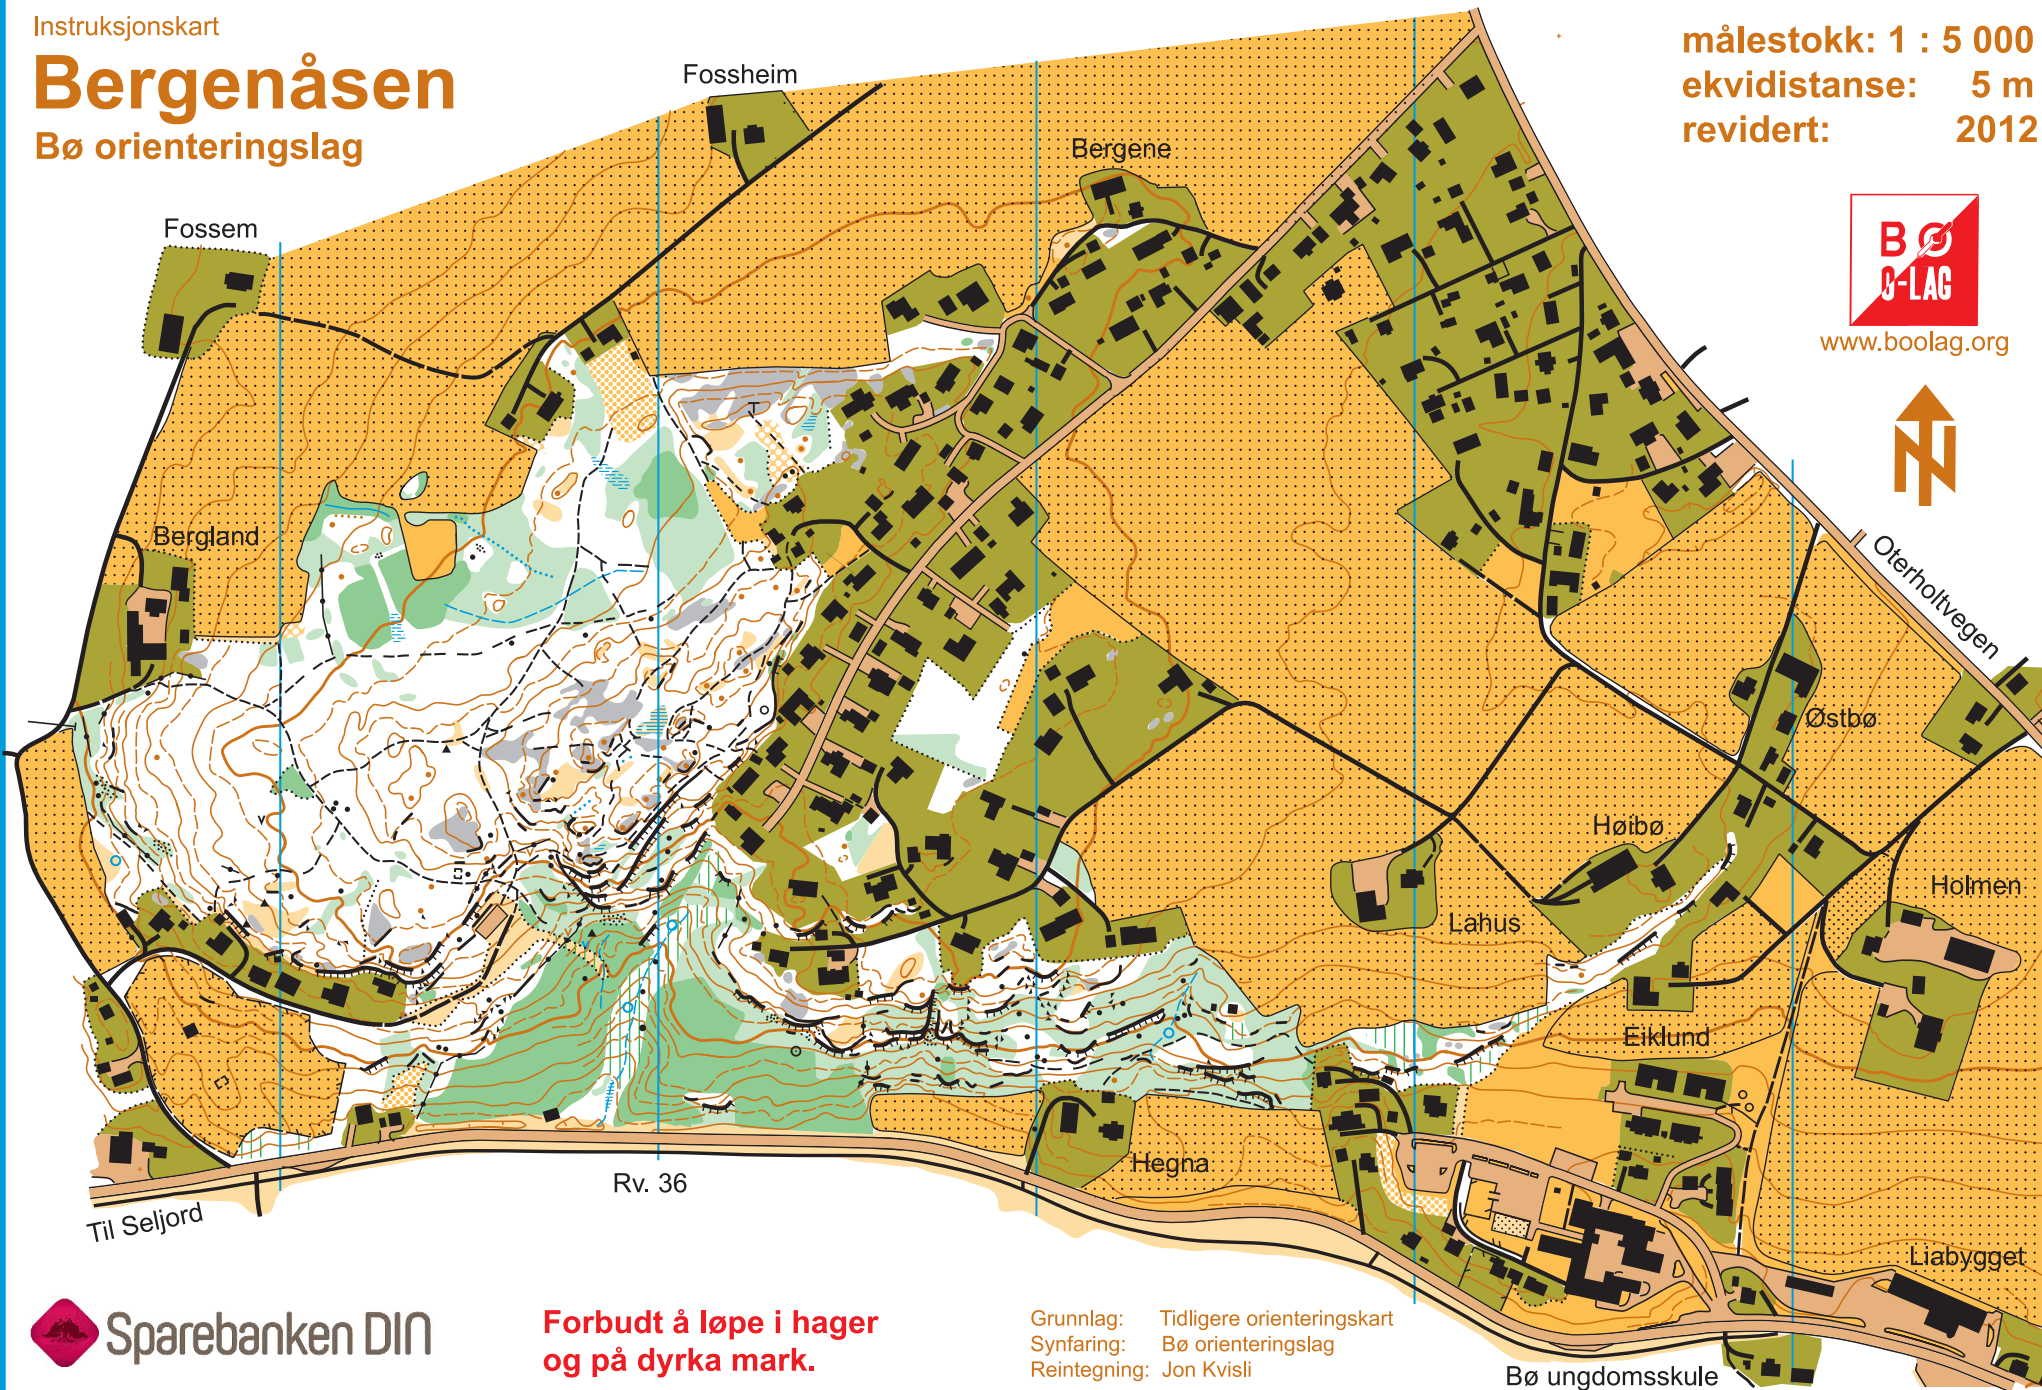 Instruksjonskart
Bergenåsen
Bø orienteringslag
målestokk: 1 : 5 000
ekvidistanse: 5 m
revidert: 2012
BØ
O-LAG
www.boolag.org
N
Fossheim
Bergene
Fossem
Bergland
Oterholtvegen
Østbø
Høibø
Holmen
Lahus
Eiklund
Hegna
Rv. 36
Til Seljord
Liabygget
Bø ungdomsskule
Sparebanken DIN
Forbudt å løpe i hager
og på dyrka mark.
Grunnlag: Tidligere orienteringskart
Synfaring: Bø orienteringslag
Reintegning: Jon Kvisli